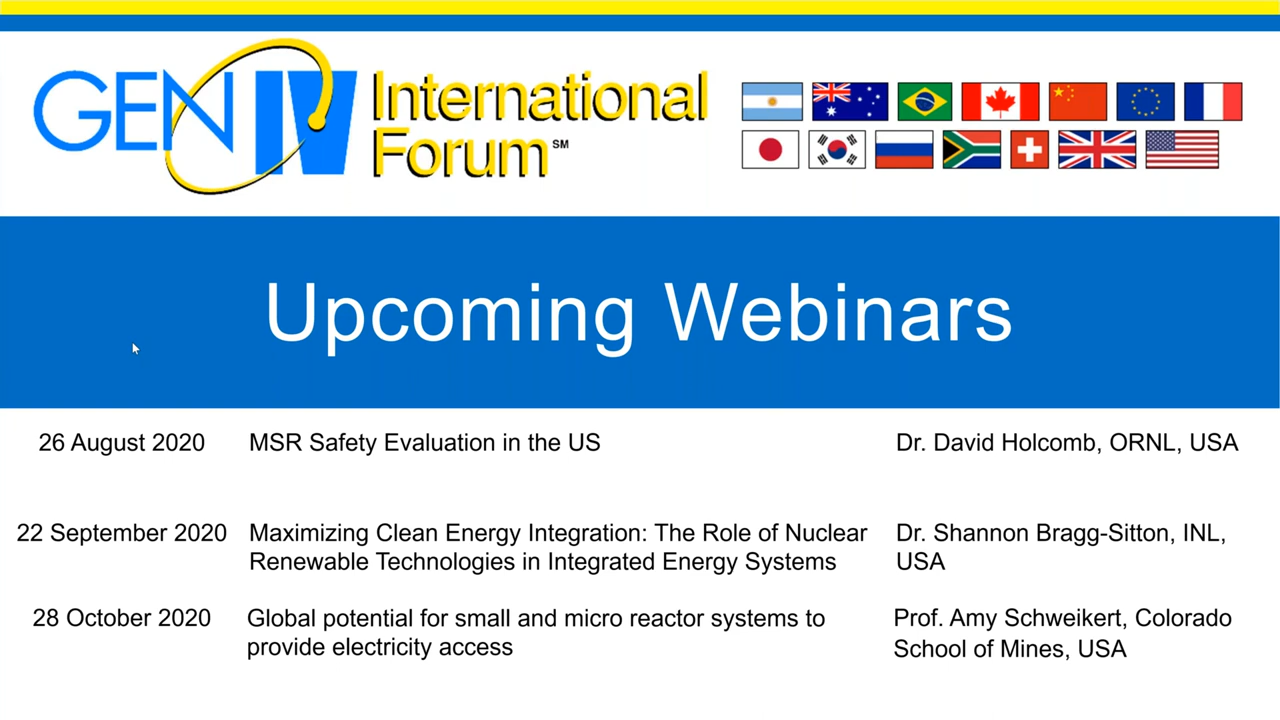 GEN IV International
Forum SM
Upcoming Webinars
26 August 2020 MSR Safety Evaluation in the US Dr. David Holcomb, ORNL, USA
22 September 2020 Maximizing Clean Energy Integration: The Role of Nuclear Dr. Shannon Bragg-Sitton, INL,
Renewable Technologies in Integrated Energy Systems USA
28 October 2020 Global potential for small and micro reactor systems to Prof. Amy Schweikert, Colorado
provide electricity access School of Mines, USA